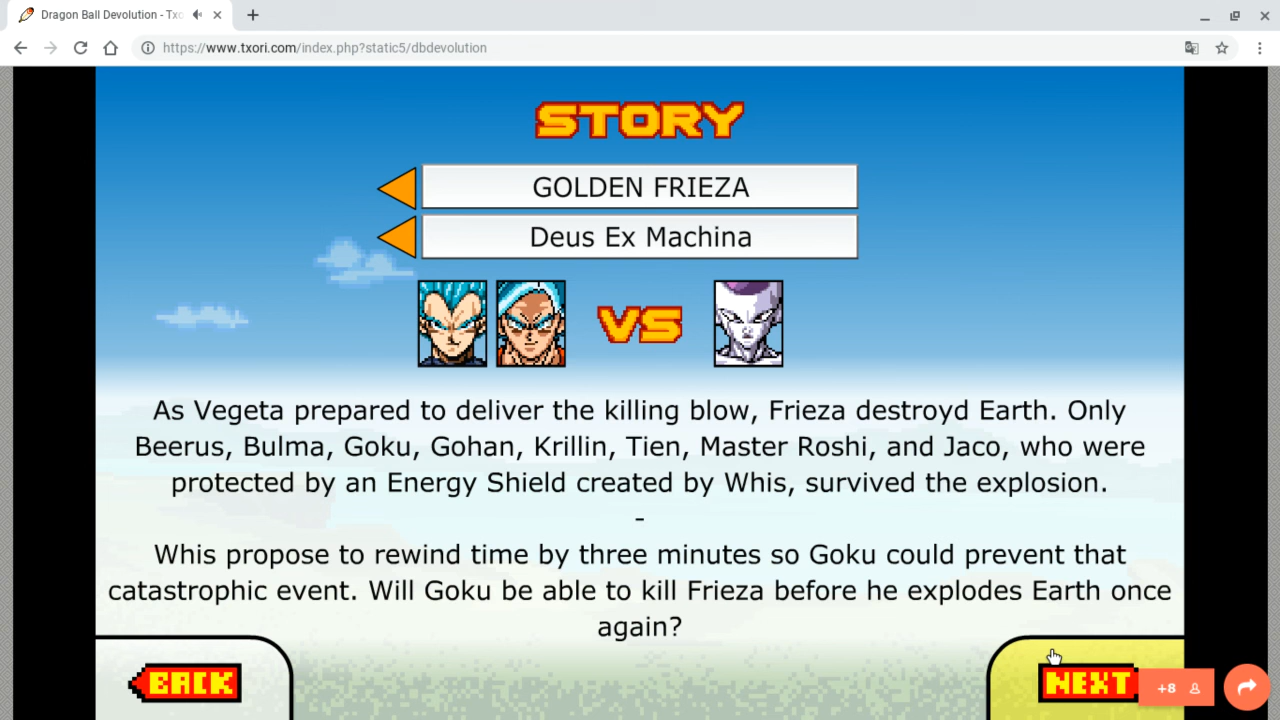 Dragon Ball Devolution - Txo
https://www.txori.com/index.php?static5/dbdevolution
STORY
GOLDEN FRIEZA
Deus Ex Machina
VS
As Vegeta prepared to deliver the killing blow, Frieza destroyd Earth. Only
Beerus, Bulma, Goku, Gohan, Krillin, Tien, Master Roshi, and Jaco, who were
protected by an Energy Shield created by Whis, survived the explosion.
-
Whis propose to rewind time by three minutes so Goku could prevent that
catastrophic event. Will Goku be able to kill Frieza before he explodes Earth once
again?
BACK
NEXT
+8